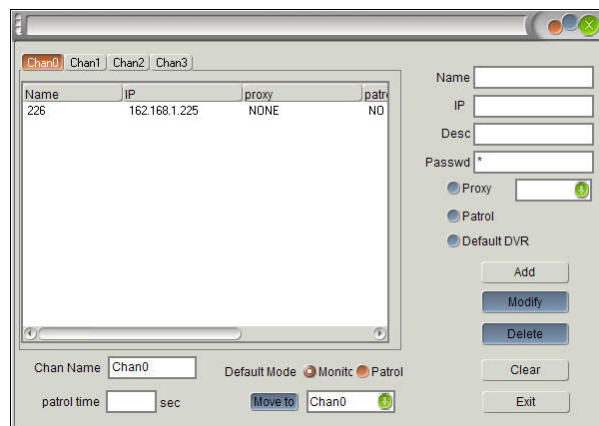 Chan0 Chan1 Chan2 Chan3
Name IP proxy patr
226 162.168.1.225 NONE NO
Name
IP
Desc
Passwd *
Proxy
Patrol
Default DVR
Add
Modify
Delete
Clear
Exit
Chan Name Chan0
Default Mode Monitc Patrol
patrol time sec
Move to Chan0